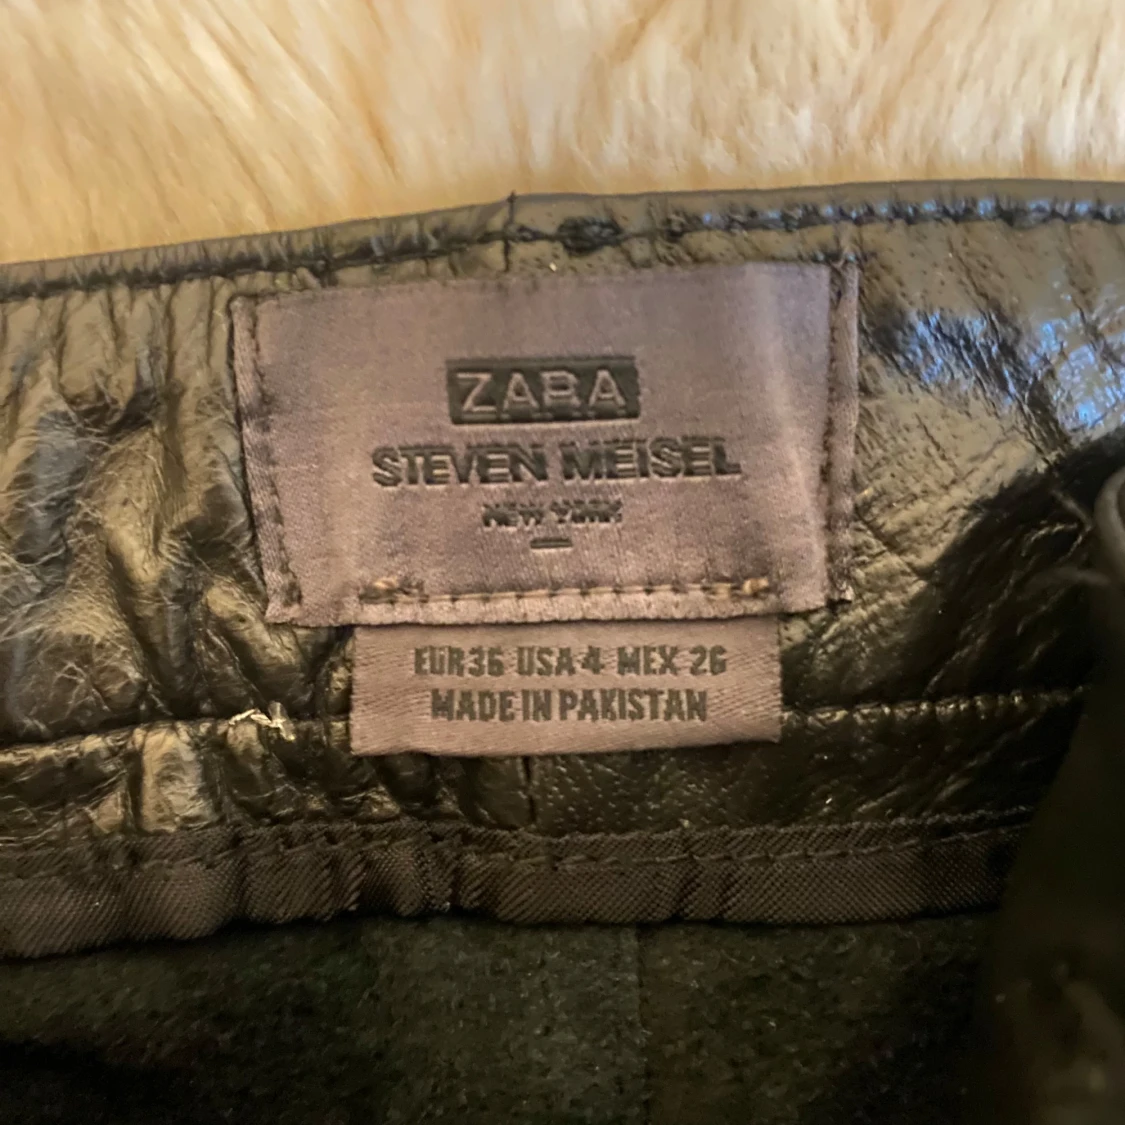 ZARA
STEVEN MEISEL
NEW YORK
EUR 36 USA 4 MEX 26
MADE IN PAKISTAN